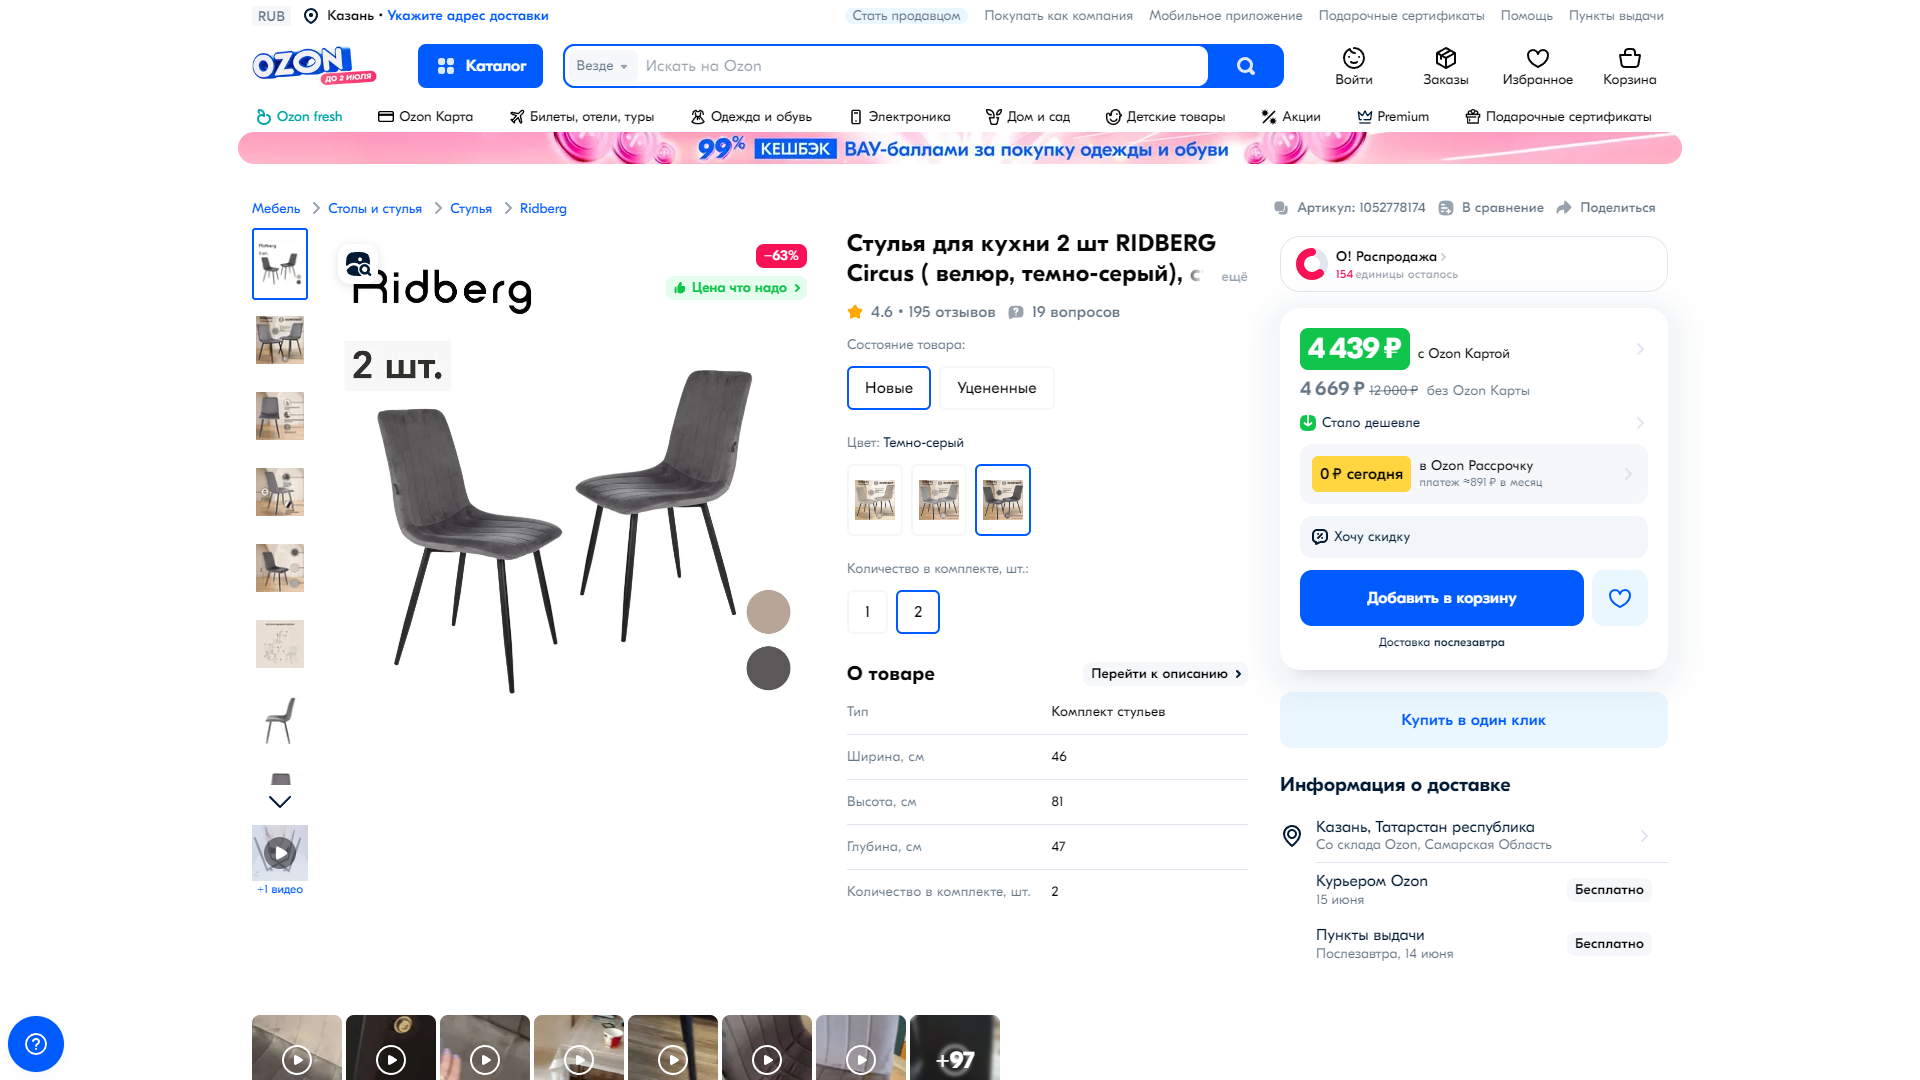 RUB Казань • Укажите адрес доставки Стать продавцом Покупать как компания Мобильное приложение Подарочные сертификаты Помощь Пункты выдачи
OZON
ДО 2 ИЮЛЯ
Каталог
Везде Искать на Ozon
Войти Заказы Избранное Корзина
Ozon fresh Ozon Карта Билеты, отели, туры Одежда и обувь Электроника Дом и сад Детские товары Акции Premium Подарочные сертификаты
99% КЕШБЭК ВАУ-баллами за покупку одежды и обуви
Мебель Столы и стулья Стулья Ridberg
Артикул: 1052778174 В сравнение Поделиться
Ridberg
2 шт.
–63%
Цена что надо
+1 видео
Стулья для кухни 2 шт RIDBERG
Circus ( велюр, темно-серый), с ещё
4.6 • 195 отзывов 19 вопросов
Состояние товара:
Новые Уцененные
Цвет: Темно-серый
Количество в комплекте, шт.:
1 2
О товаре Перейти к описанию
Тип Комплект стульев
Ширина, см 46
Высота, см 81
Глубина, см 47
Количество в комплекте, шт. 2
О! Распродажа
154 единицы осталось
4 439 ₽ с Ozon Картой
4 669 ₽ 12 000 ₽ без Ozon Карты
Стало дешевле
0 ₽ сегодня
в Ozon Рассрочку
платеж ≈891 ₽ в месяц
Хочу скидку
Добавить в корзину
Доставка послезавтра
Купить в один клик
Информация о доставке
Казань, Татарстан республика
Со склада Ozon, Самарская Область
Курьером Ozon
15 июня
Бесплатно
Пункты выдачи
Послезавтра, 14 июня
Бесплатно
+97